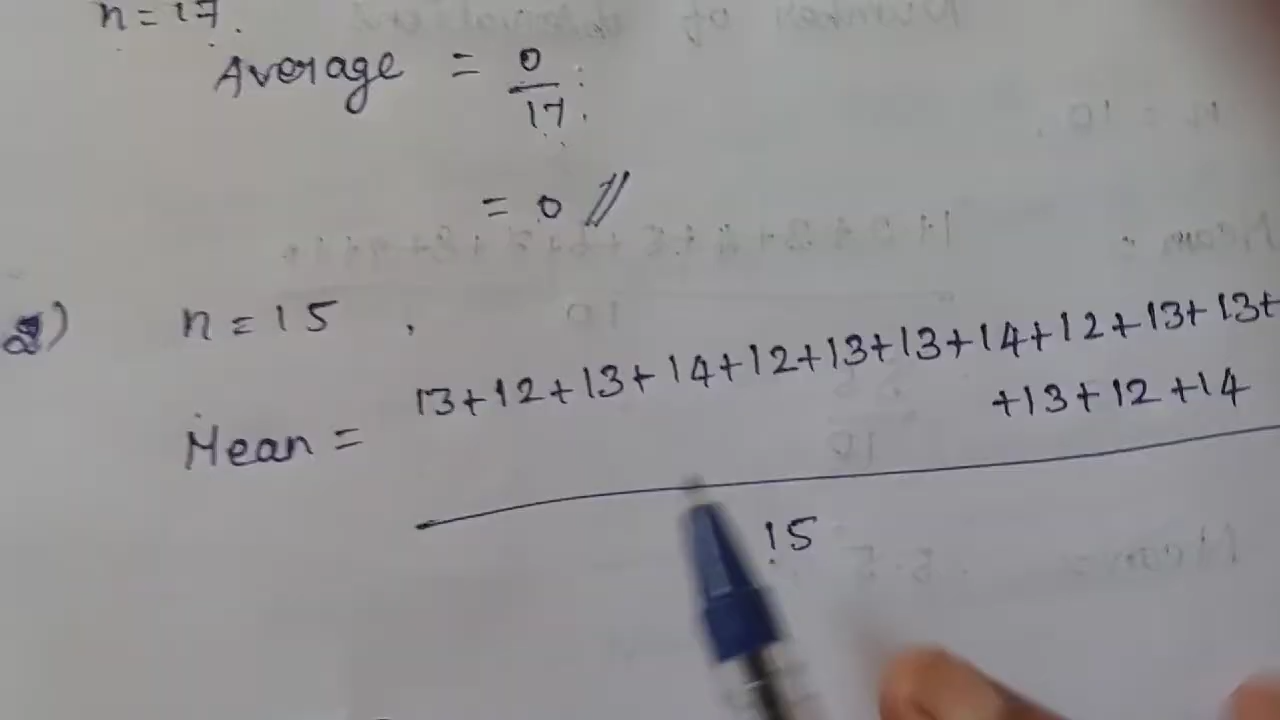 n = 17.
Average = 0
17
= 0 //
2) n = 15 .
13+12+13+14+12+13+13+14+12+13+13+
+13+12+14
Mean =
15